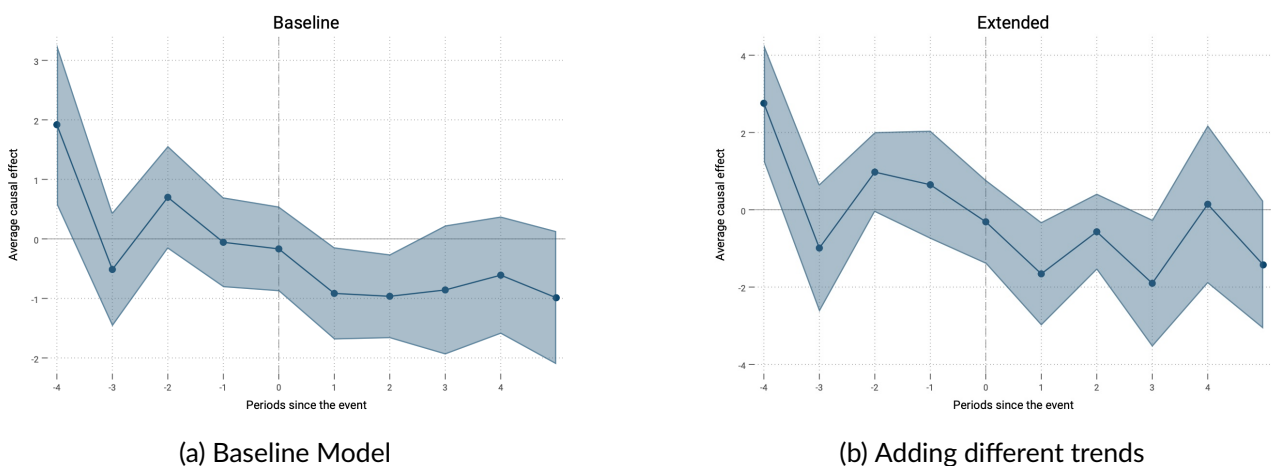 Baseline
3
2
1
0
-1
-2
Average causal effect
-4 -3 -2 -1 0 1 2 3 4
Periods since the event
(a) Baseline Model
Extended
4
2
0
-2
-4
Average causal effect
-4 -3 -2 -1 0 1 2 3 4
Periods since the event
(b) Adding different trends